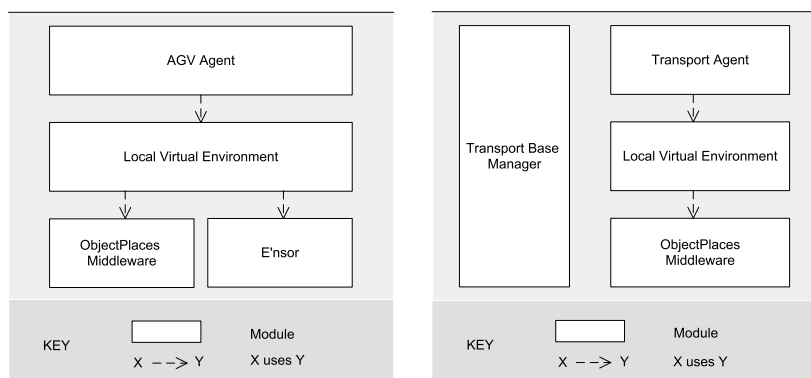 AGV Agent
Local Virtual Environment
ObjectPlaces
Middleware
E'nsor
KEY
Module
X --> Y
X uses Y
Transport Base
Manager
Transport Agent
Local Virtual Environment
ObjectPlaces
Middleware
KEY
Module
X --> Y
X uses Y